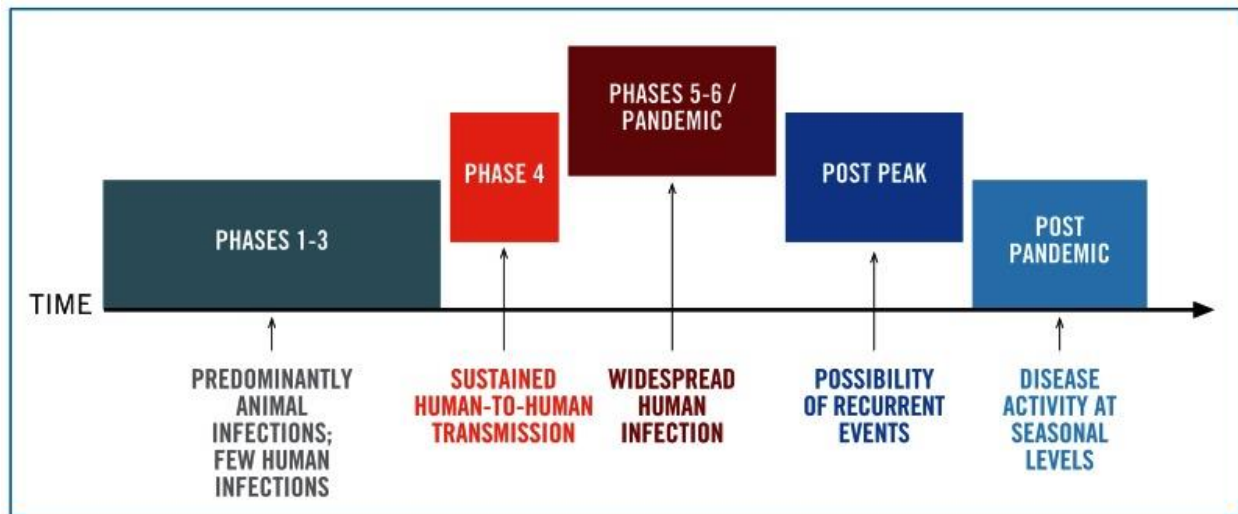 PHASES 5-6 /
PANDEMIC
PHASE 4
POST PEAK
PHASES 1-3
POST
PANDEMIC
TIME
PREDOMINANTLY
ANIMAL
INFECTIONS;
FEW HUMAN
INFECTIONS
SUSTAINED
HUMAN-TO-HUMAN
TRANSMISSION
WIDESPREAD
HUMAN
INFECTION
POSSIBILITY
OF RECURRENT
EVENTS
DISEASE
ACTIVITY AT
SEASONAL
LEVELS